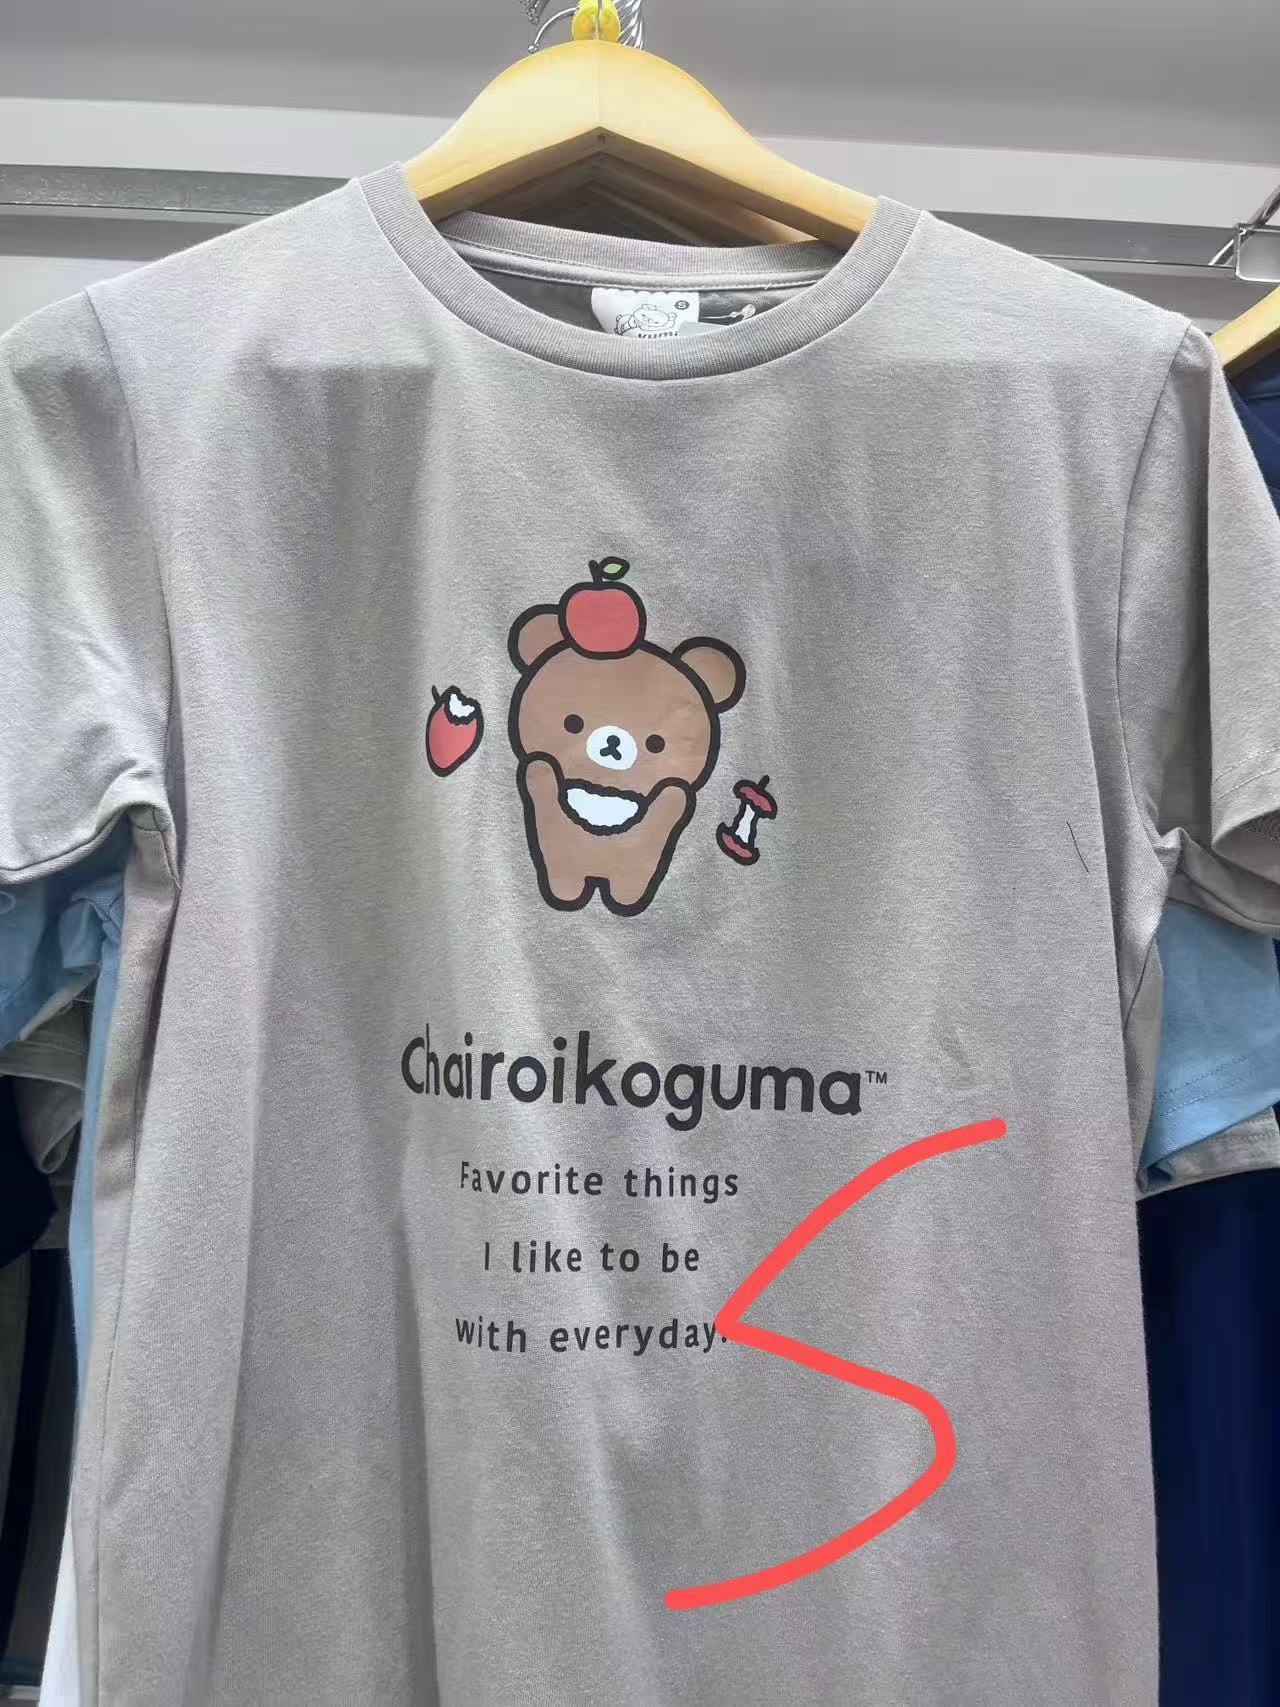 S
Chairoikoguma™
Favorite things
I like to be
with everyday.